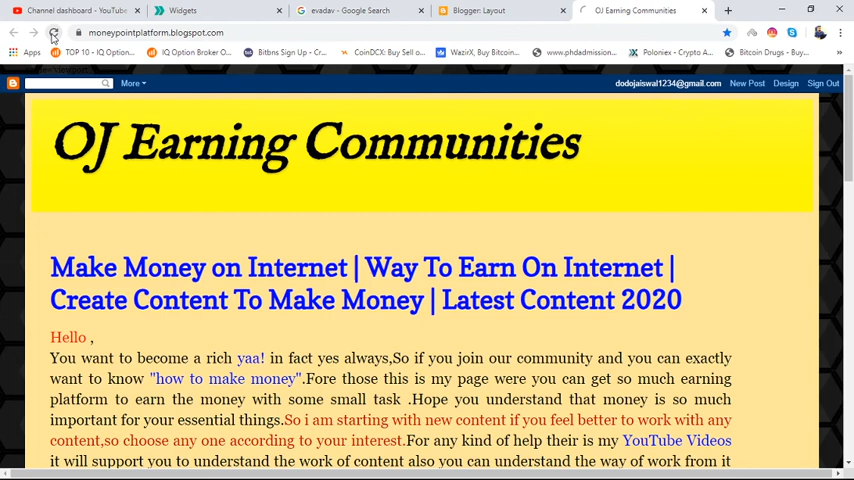 Channel dashboard - YouTube
Widgets
evadav - Google Search
Blogger: Layout
OJ Earning Communities
moneypointplatform.blogspot.com
Apps
TOP 10 - IQ Option...
IQ Option Broker O...
Bitbns Sign Up - Cr...
CoinDCX: Buy Sell o...
WazirX, Buy Bitcoin...
www.phdadmission...
Poloniex - Crypto A...
Bitcoin Drugs - Buy...
More
dodojaiswal1234@gmail.com New Post Design Sign Out
OJ Earning Communities
Make Money on Internet | Way To Earn On Internet |
Create Content To Make Money | Latest Content 2020
Hello ,
You want to become a rich yaa! in fact yes always,So if you join our community and you can exactly
want to know "how to make money".Fore those this is my page were you can get so much earning
platform to earn the money with some small task .Hope you understand that money is so much
important for your essential things.So i am starting with new content if you feel better to work with any
content,so choose any one according to your interest.For any kind of help their is my YouTube Videos
it will support you to understand the work of content also you can understand the way of work from it